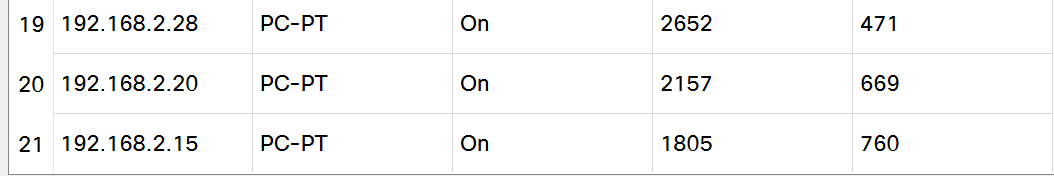 19 192.168.2.28 PC-PT On 2652 471
20 192.168.2.20 PC-PT On 2157 669
21 192.168.2.15 PC-PT On 1805 760